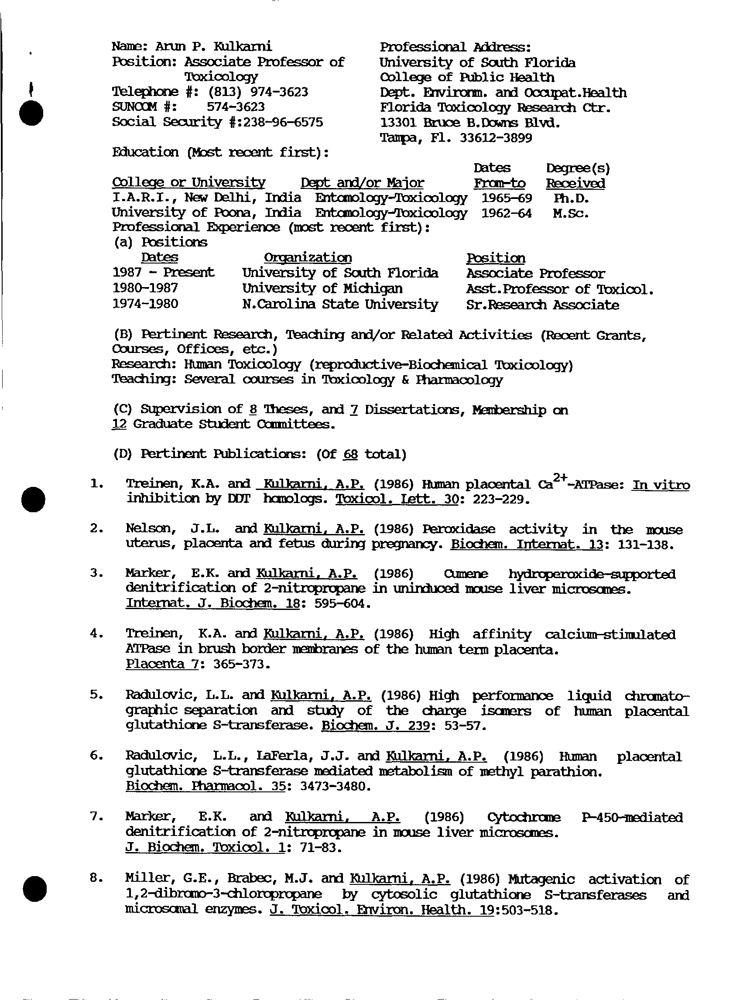 Name: Arun P. Kulkarni
Position: Associate Professor of
Toxicology
Telephone #: (813) 974-3623
SUNCOM #: 574-3623
Social Security #:238-96-6575
Professional Address:
University of South Florida
College of Public Health
Dept. Environm. and Occupat.Health
Florida Toxicology Research Ctr.
13301 Bruce B.Downs Blvd.
Tampa, Fl. 33612-3899
Education (Most recent first):
Dates Degree(s)
College or University Dept and/or Major From-to Received
I.A.R.I., New Delhi, India Entomology-Toxicology 1965-69 Ph.D.
University of Poona, India Entomology-Toxicology 1962-64 M.Sc.
Professional Experience (most recent first):
(a) Positions
Dates Organization Position
1987 - Present University of South Florida Associate Professor
1980-1987 University of Michigan Asst.Professor of Toxicol.
1974-1980 N.Carolina State University Sr.Research Associate
(B) Pertinent Research, Teaching and/or Related Activities (Recent Grants,
Courses, Offices, etc.)
Research: Human Toxicology (reproductive-Biochemical Toxicology)
Teaching: Several courses in Toxicology & Pharmacology
(C) Supervision of 8 Theses, and 7 Dissertations, Membership on
12 Graduate Student Committees.
(D) Pertinent Publications: (Of 68 total)
1. Treinen, K.A. and Kulkarni, A.P. (1986) Human placental Ca2+-ATPase: In vitro
inhibition by DDT homologs. Toxicol. Lett. 30: 223-229.
2. Nelson, J.L. and Kulkarni, A.P. (1986) Peroxidase activity in the mouse
uterus, placenta and fetus during pregnancy. Biochem. Internat. 13: 131-138.
3. Marker, E.K. and Kulkarni, A.P. (1986) Cumene hydroperoxide-supported
denitrification of 2-nitropropane in uninduced mouse liver microsomes.
Internat. J. Biochem. 18: 595-604.
4. Treinen, K.A. and Kulkarni, A.P. (1986) High affinity calcium-stimulated
ATPase in brush border membranes of the human term placenta.
Placenta 7: 365-373.
5. Radulovic, L.L. and Kulkarni, A.P. (1986) High performance liquid chromato-
graphic separation and study of the charge isomers of human placental
glutathione S-transferase. Biochem. J. 239: 53-57.
6. Radulovic, L.L., LaFerla, J.J. and Kulkarni, A.P. (1986) Human placental
glutathione S-transferase mediated metabolism of methyl parathion.
Biochem. Pharmacol. 35: 3473-3480.
7. Marker, E.K. and Kulkarni, A.P. (1986) Cytochrome P-450-mediated
denitrification of 2-nitropropane in mouse liver microsomes.
J. Biochem. Toxicol. 1: 71-83.
8. Miller, G.E., Brabec, M.J. and Kulkarni, A.P. (1986) Mutagenic activation of
1,2-dibromo-3-chloropropane by cytosolic glutathione S-transferases and
microsomal enzymes. J. Toxicol. Environ. Health. 19:503-518.